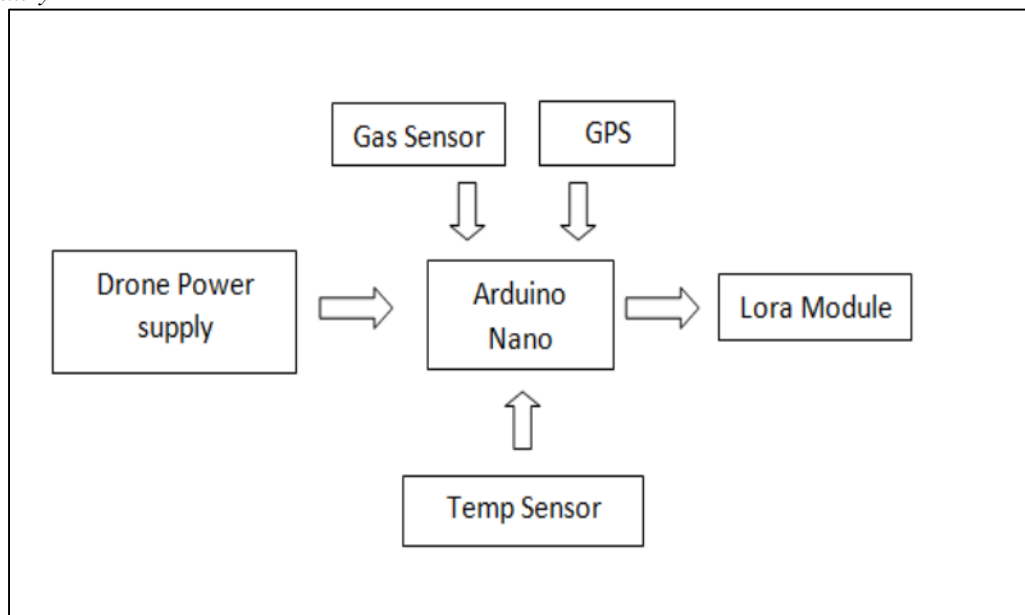 Gas Sensor
GPS
Drone Power
supply
Arduino
Nano
Lora Module
Temp Sensor